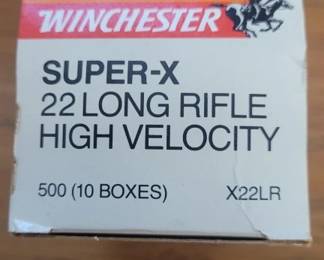 WINCHESTER
SUPER-X
22 LONG RIFLE
HIGH VELOCITY
500 (10 BOXES) X22LR